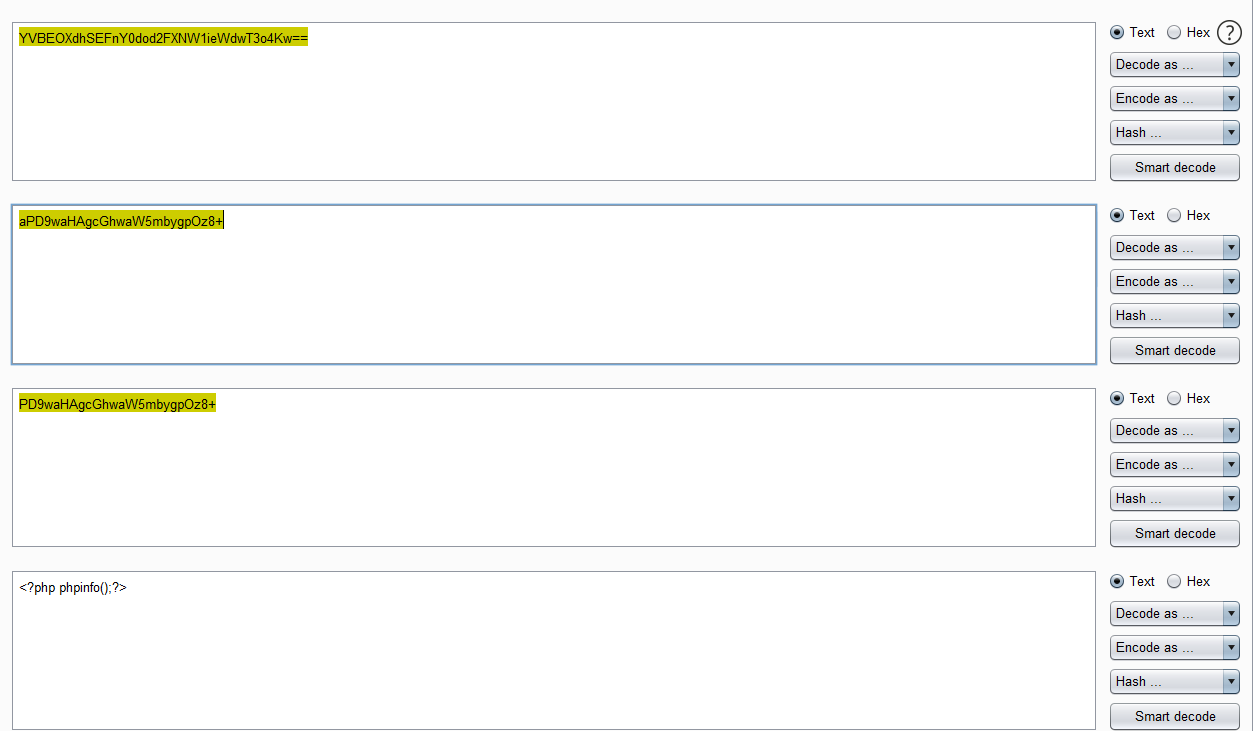 YVBEOXdhSEFnY0dod2FXNW1ieWdwT3o4Kw==
Text Hex ?
Decode as ...
Encode as ...
Hash ...
Smart decode
aPD9waHAgcGhwaW5mbygpOz8+
Text Hex
Decode as ...
Encode as ...
Hash ...
Smart decode
PD9waHAgcGhwaW5mbygpOz8+
Text Hex
Decode as ...
Encode as ...
Hash ...
Smart decode
<?php phpinfo();?>
Text Hex
Decode as ...
Encode as ...
Hash ...
Smart decode